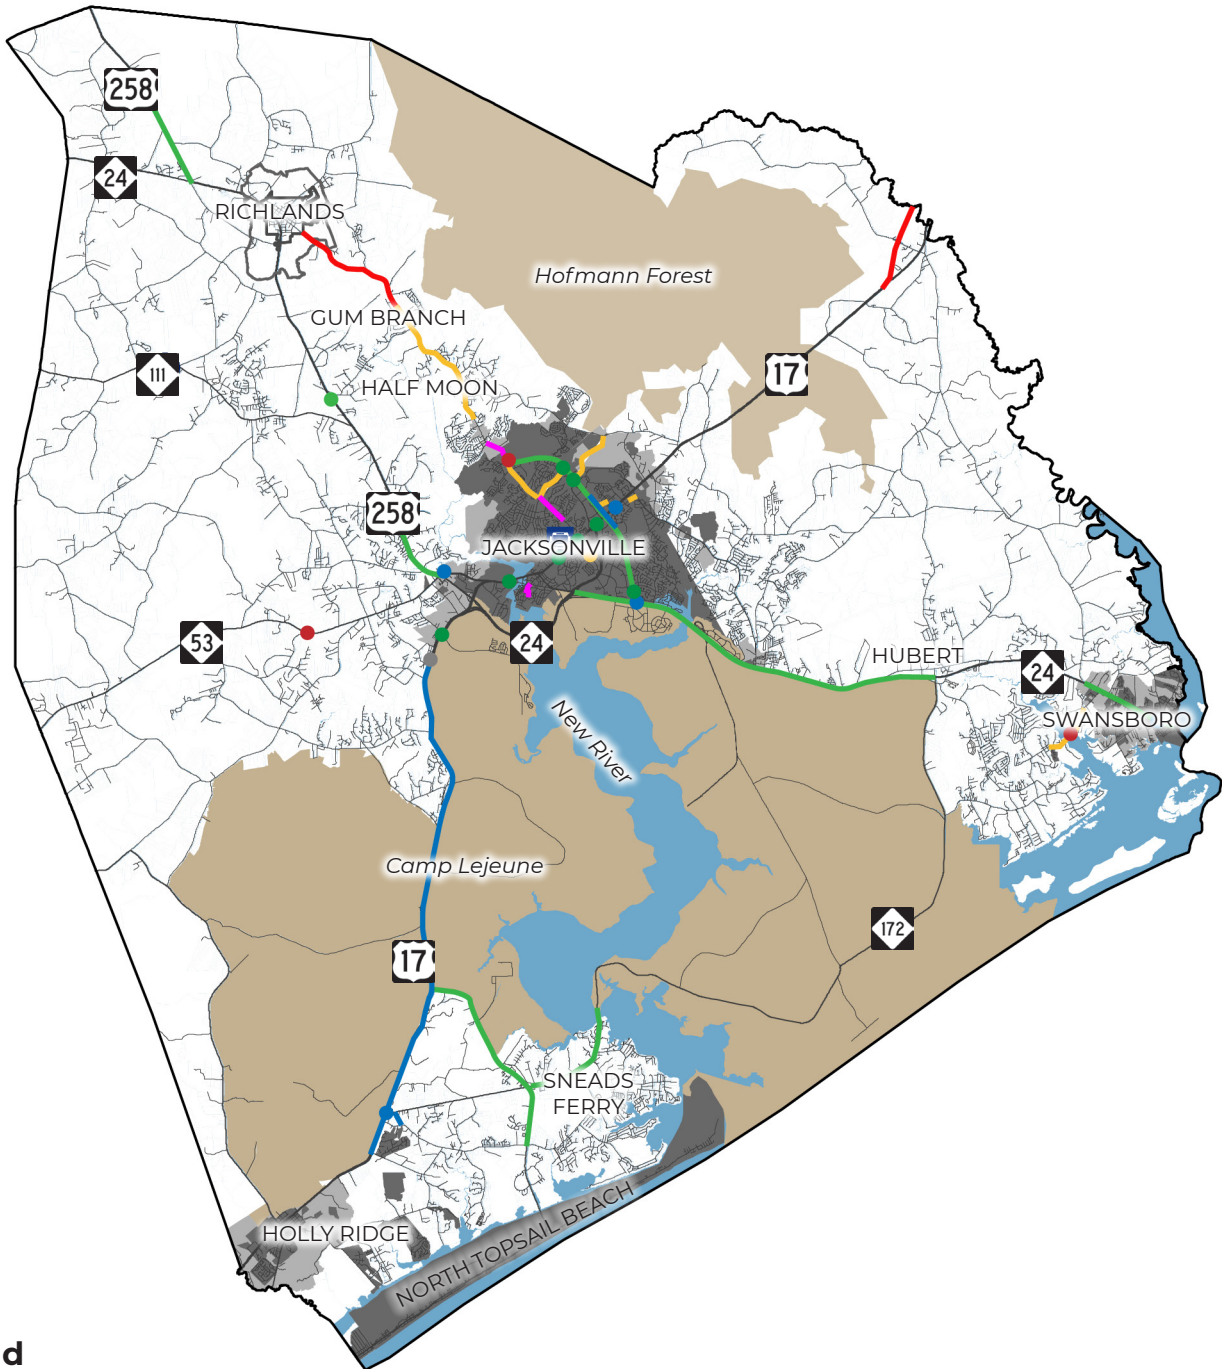 258
24
RICHLANDS
Hofmann Forest
GUM BRANCH
17
111
HALF MOON
258
JACKSONVILLE
53
24
HUBERT
24
SWANSBORO
New River
Camp Lejeune
172
17
SNEADS
FERRY
HOLLY RIDGE
NORTH TOPSAIL BEACH
d